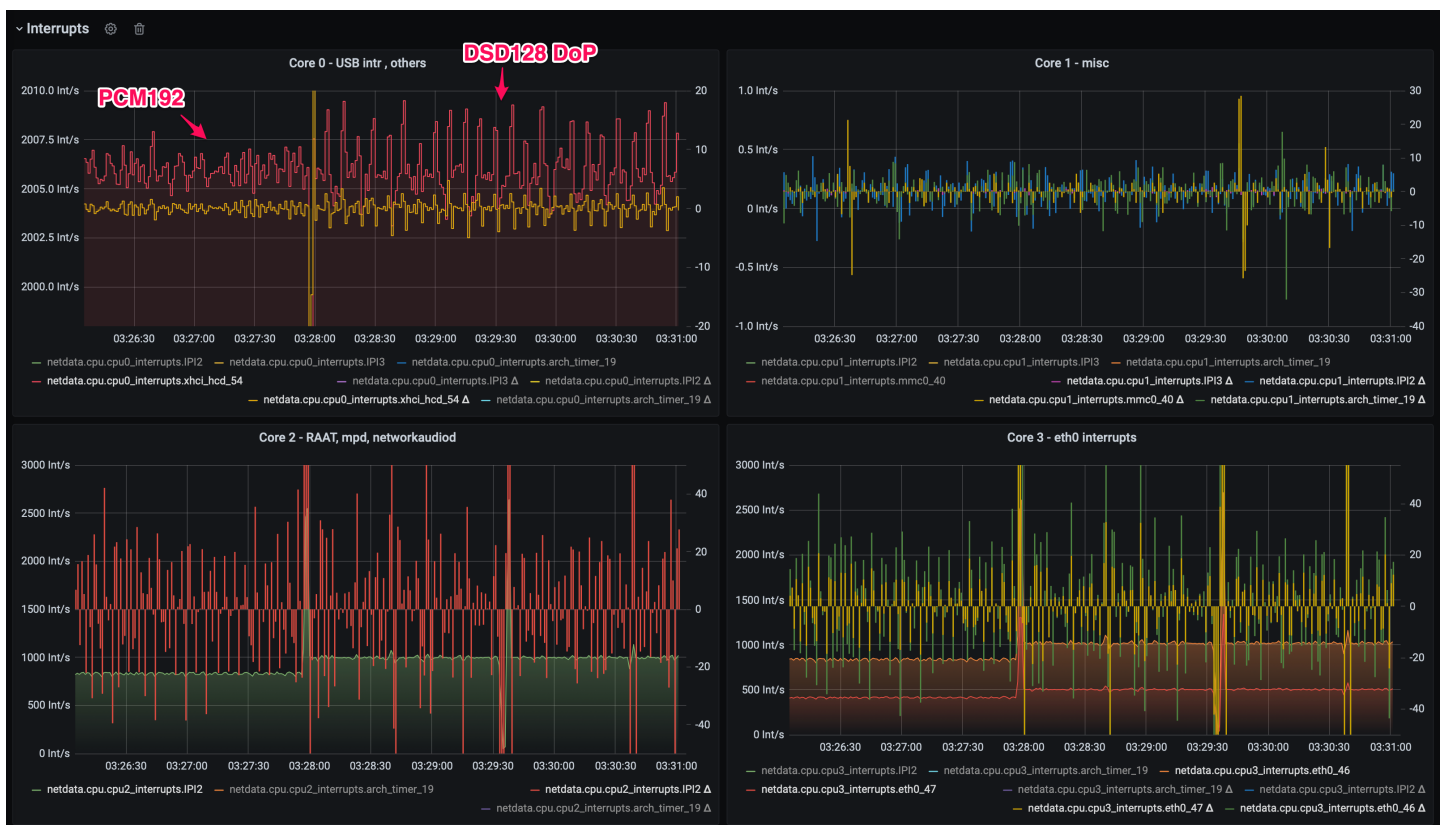 Interrupts
Core 0 - USB intr , others
DSD128 DoP
PCM192
2010.0 Int/s
2007.5 Int/s
2005.0 Int/s
2002.5 Int/s
2000.0 Int/s
20
10
0
-10
-20
03:26:30 03:27:00 03:27:30 03:28:00 03:28:30 03:29:00 03:29:30 03:30:00 03:30:30 03:31:00
netdata.cpu.cpu0_interrupts.IPI2 netdata.cpu.cpu0_interrupts.IPI3 netdata.cpu.cpu0_interrupts.arch_timer_19
netdata.cpu.cpu0_interrupts.xhci_hcd_54 netdata.cpu.cpu0_interrupts.IPI3 Δ netdata.cpu.cpu0_interrupts.IPI2 Δ
netdata.cpu.cpu0_interrupts.xhci_hcd_54 Δ netdata.cpu.cpu0_interrupts.arch_timer_19 Δ
Core 1 - misc
1.0 Int/s
0.5 Int/s
0 Int/s
-0.5 Int/s
-1.0 Int/s
30
20
10
0
-10
-20
-30
-40
03:26:30 03:27:00 03:27:30 03:28:00 03:28:30 03:29:00 03:29:30 03:30:00 03:30:30 03:31:00
netdata.cpu.cpu1_interrupts.IPI2 netdata.cpu.cpu1_interrupts.IPI3 netdata.cpu.cpu1_interrupts.arch_timer_19
netdata.cpu.cpu1_interrupts.mmc0_40 netdata.cpu.cpu1_interrupts.IPI3 Δ netdata.cpu.cpu1_interrupts.IPI2 Δ
netdata.cpu.cpu1_interrupts.mmc0_40 Δ netdata.cpu.cpu1_interrupts.arch_timer_19 Δ
Core 2 - RAAT, mpd, networkaudiod
3000 Int/s
2500 Int/s
2000 Int/s
1500 Int/s
1000 Int/s
500 Int/s
0 Int/s
40
20
0
-20
-40
03:26:30 03:27:00 03:27:30 03:28:00 03:28:30 03:29:00 03:29:30 03:30:00 03:30:30 03:31:00
netdata.cpu.cpu2_interrupts.IPI2 netdata.cpu.cpu2_interrupts.arch_timer_19 netdata.cpu.cpu2_interrupts.IPI2 Δ
netdata.cpu.cpu2_interrupts.arch_timer_19 Δ
Core 3 - eth0 interrupts
3000 Int/s
2500 Int/s
2000 Int/s
1500 Int/s
1000 Int/s
500 Int/s
0 Int/s
40
20
0
-20
-40
03:26:30 03:27:00 03:27:30 03:28:00 03:28:30 03:29:00 03:29:30 03:30:00 03:30:30 03:31:00
netdata.cpu.cpu3_interrupts.IPI2 netdata.cpu.cpu3_interrupts.arch_timer_19 netdata.cpu.cpu3_interrupts.eth0_46
netdata.cpu.cpu3_interrupts.eth0_47 netdata.cpu.cpu3_interrupts.arch_timer_19 Δ netdata.cpu.cpu3_interrupts.IPI2 Δ
netdata.cpu.cpu3_interrupts.eth0_47 Δ netdata.cpu.cpu3_interrupts.eth0_46 Δ